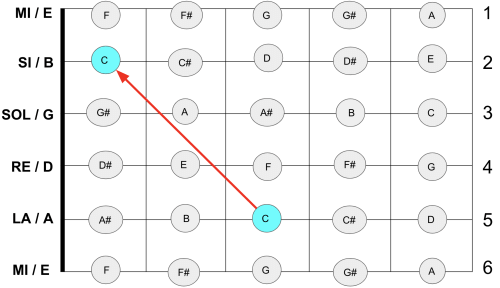 MI / E F F# G G# A 1
SI / B C C# D D# E 2
SOL / G G# A A# B C 3
RE / D D# E F F# G 4
LA / A A# B C C# D 5
MI / E F F# G G# A 6